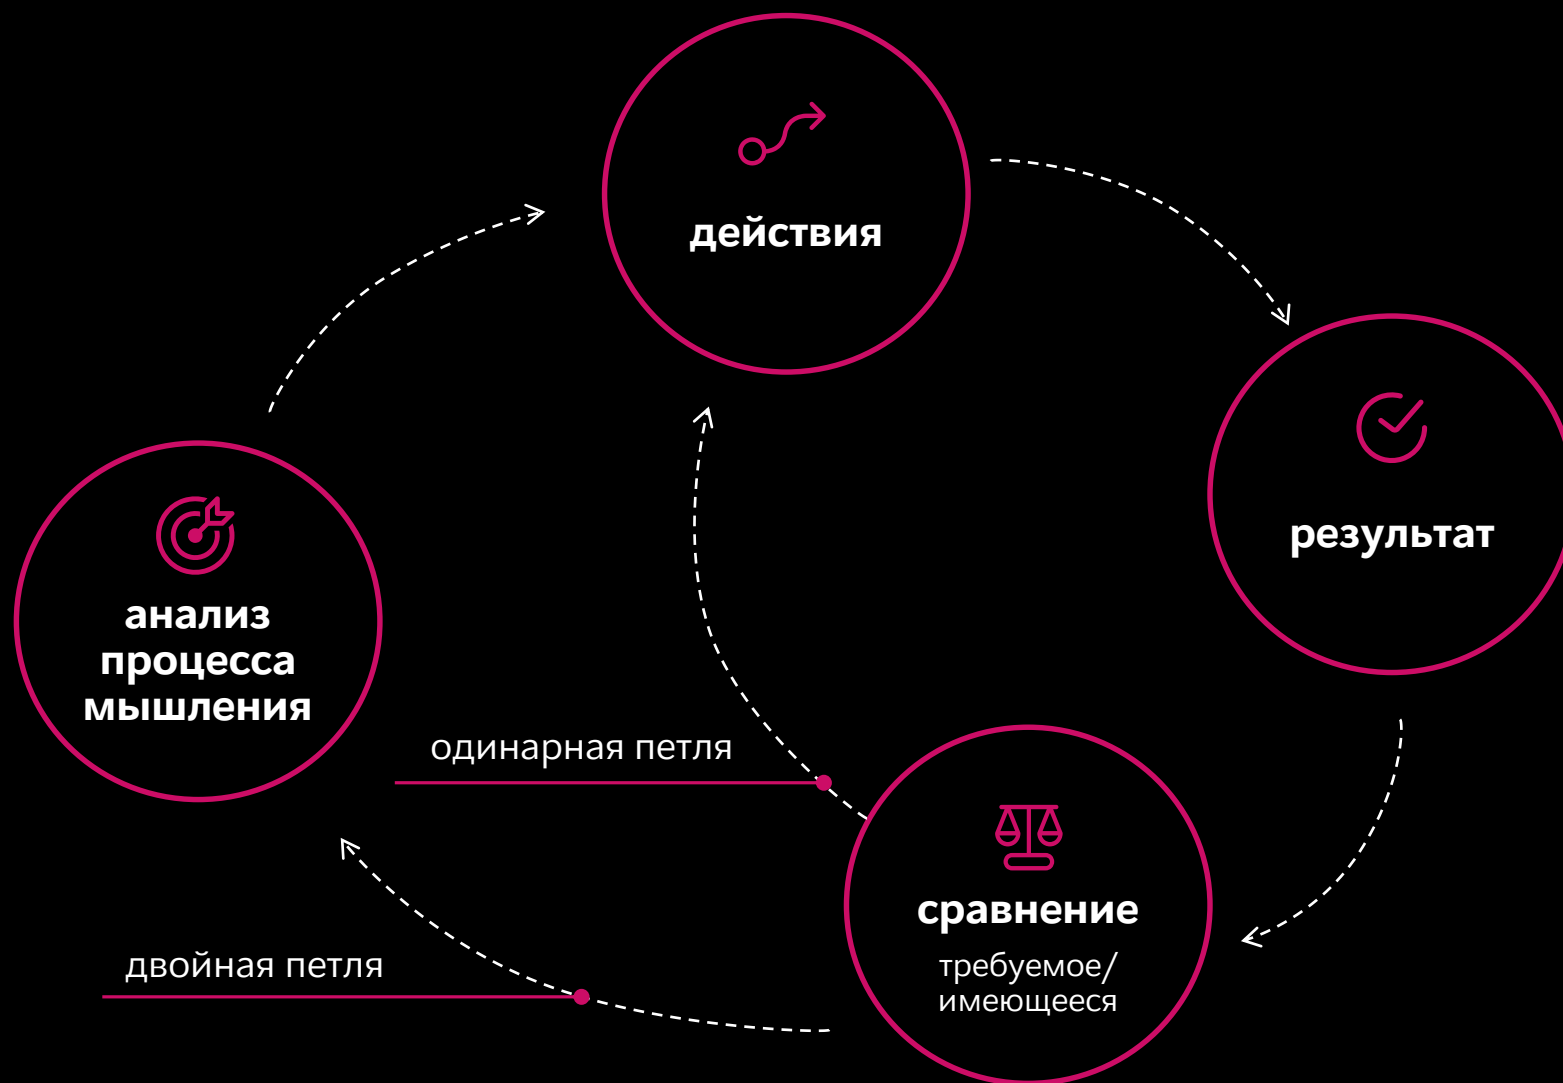 действия
результат
анализ
процесса
мышления
одинарная петля
сравнение
требуемое/
имеющееся
двойная петля